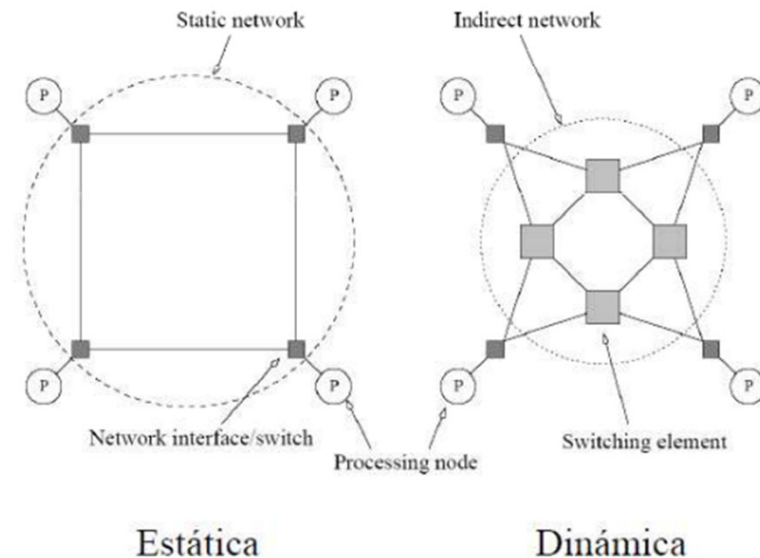 Static network
Indirect network
P
P
P
P
P
P
P
P
Network interface/switch
Processing node
Switching element
Estática
Dinámica